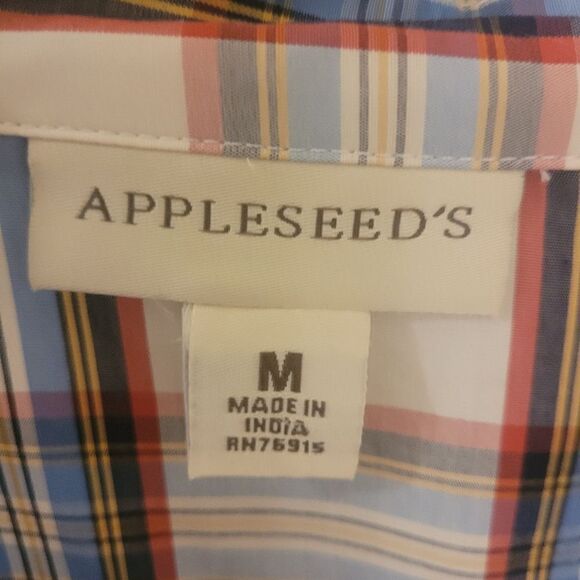 APPLESEED'S
M
MADE IN
INDIA
RN76915